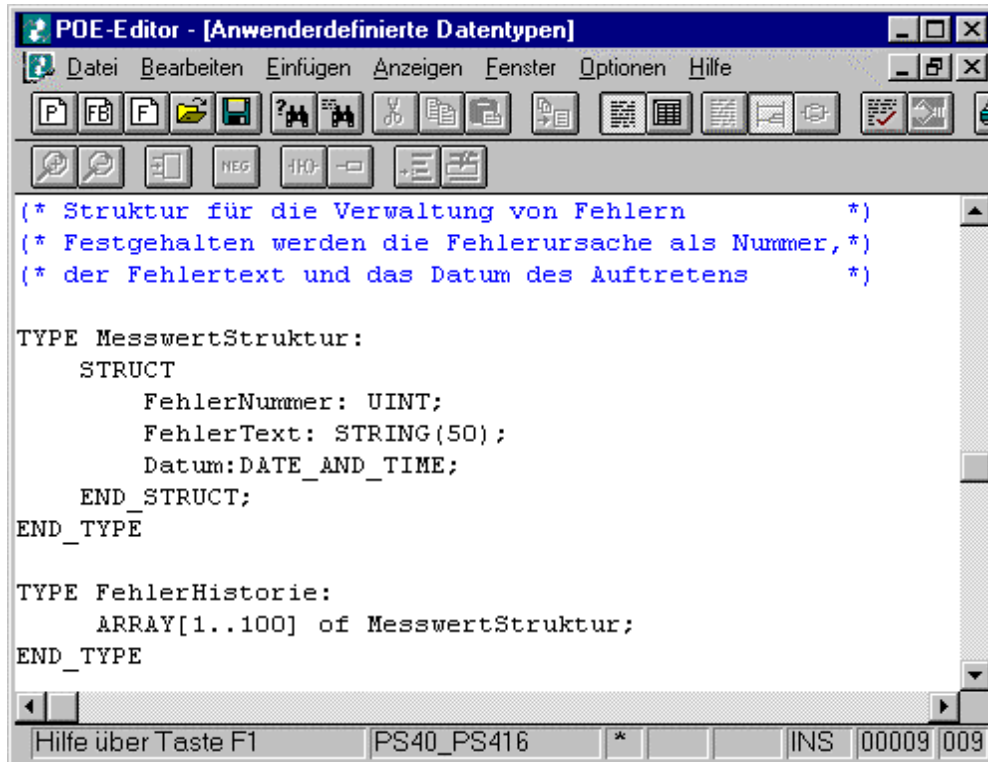 POE-Editor - [Anwenderdefinierte Datentypen]
Datei Bearbeiten Einfügen Anzeigen Fenster Optionen Hilfe
P FB F
NEG
(* Struktur für die Verwaltung von Fehlern *)
(* Festgehalten werden die Fehlerursache als Nummer,*)
(* der Fehlertext und das Datum des Auftretens *)
TYPE MesswertStruktur:
STRUCT
FehlerNummer: UINT;
FehlerText: STRING(50);
Datum:DATE_AND_TIME;
END_STRUCT;
END_TYPE
TYPE FehlerHistorie:
ARRAY[1..100] of MesswertStruktur;
END_TYPE
Hilfe über Taste F1 PS40_PS416 * INS 00009 009